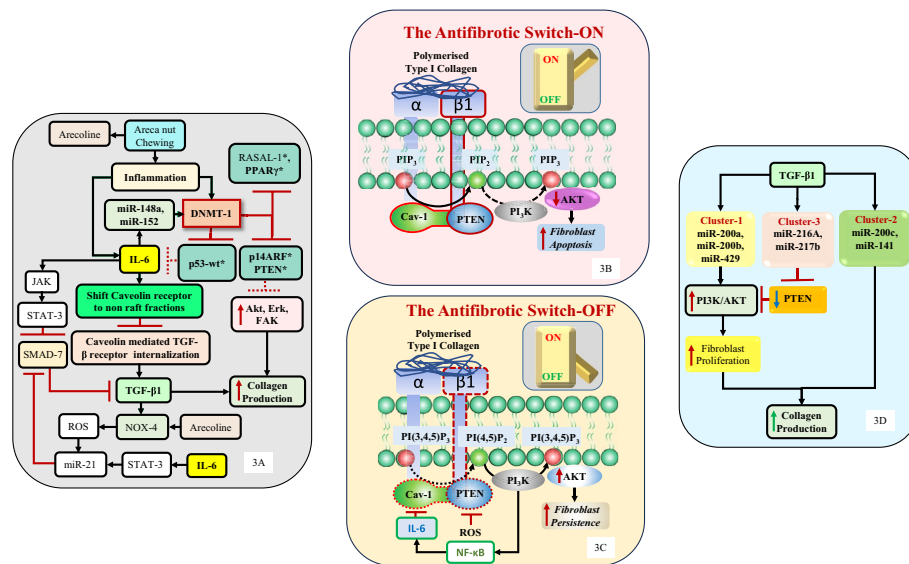 Arecoline
Areca nut
Chewing
Inflammation
RASAL-1*,
PPARγ*
miR-148a,
miR-152
DNMT-1
IL-6
p53-wt*
p14ARF*
PTEN*
JAK
STAT-3
Shift Caveolin receptor
to non raft fractions
Akt, Erk,
FAK
SMAD-7
Caveolin mediated TGF-
β receptor internalization
TGF-β1
Collagen
Production
ROS
NOX-4
Arecoline
miR-21
STAT-3
IL-6
3A
The Antifibrotic Switch-ON
Polymerised
Type I Collagen
ON
OFF
α
β1
PIP3
PIP2
PIP3
Cav-1
PTEN
PI3K
AKT
Fibroblast
Apoptosis
3B
The Antifibrotic Switch-OFF
Polymerised
Type I Collagen
ON
OFF
α
β1
PI(3,4,5)P3
PI(4,5)P2
PI(3,4,5)P3
Cav-1
PTEN
PI3K
AKT
IL-6
ROS
NF-κB
Fibroblast
Persistence
3C
TGF-β1
Cluster-1
miR-200a,
miR-200b,
miR-429
Cluster-3
miR-216A,
miR-217b
Cluster-2
miR-200c,
miR-141
PI3K/AKT
PTEN
Fibroblast
Proliferation
Collagen
Production
3D